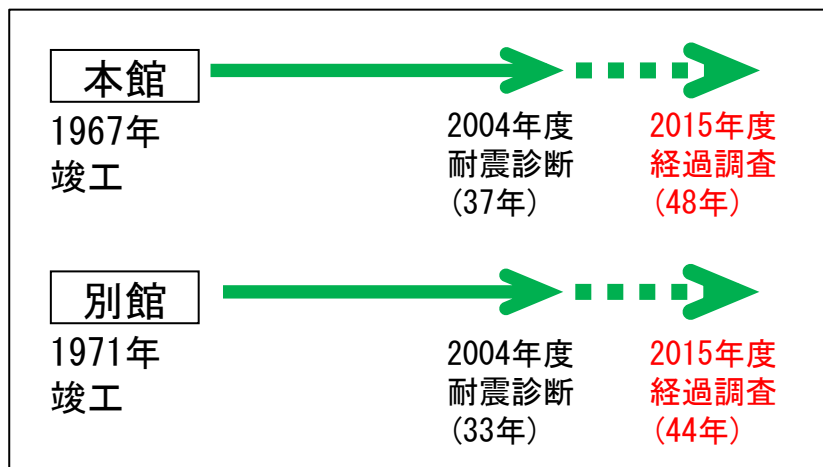 本館
1967年
竣工
2004年度
耐震診断
(37年)
2015年度
経過調査
(48年)
別館
1971年
竣工
2004年度
耐震診断
(33年)
2015年度
経過調査
(44年)